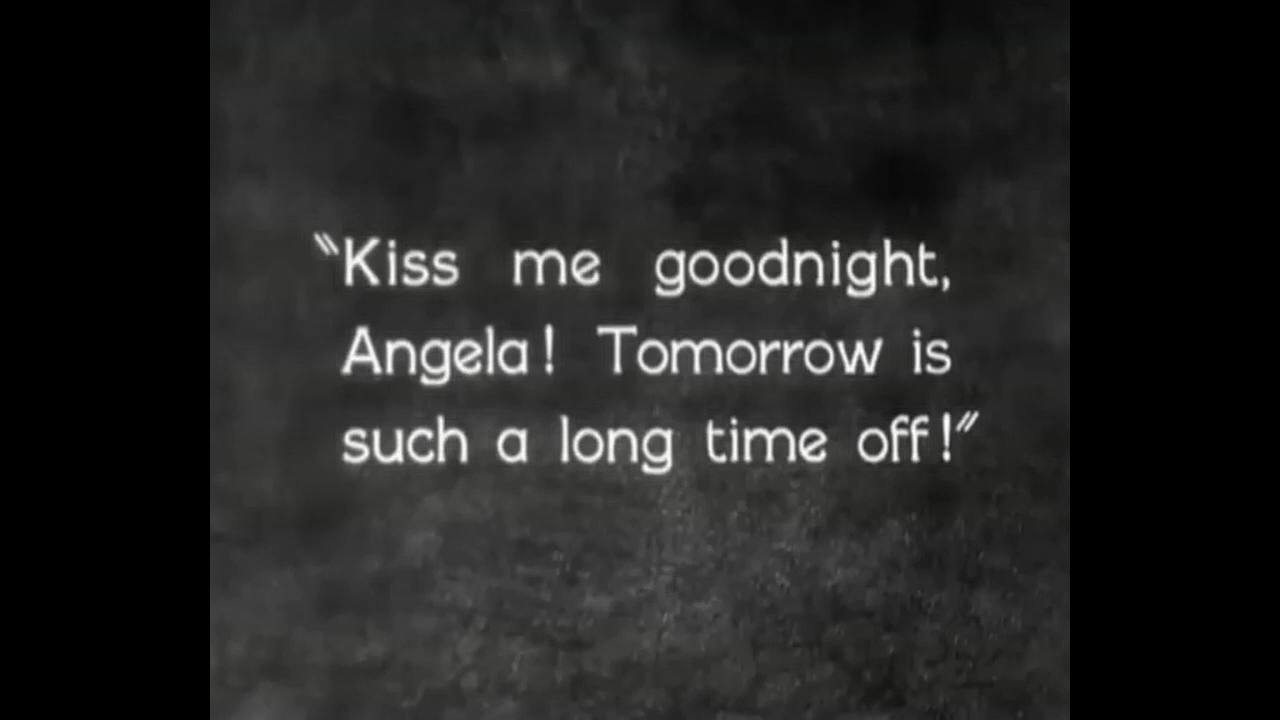 "Kiss me goodnight,
Angela! Tomorrow is
such a long time off!"